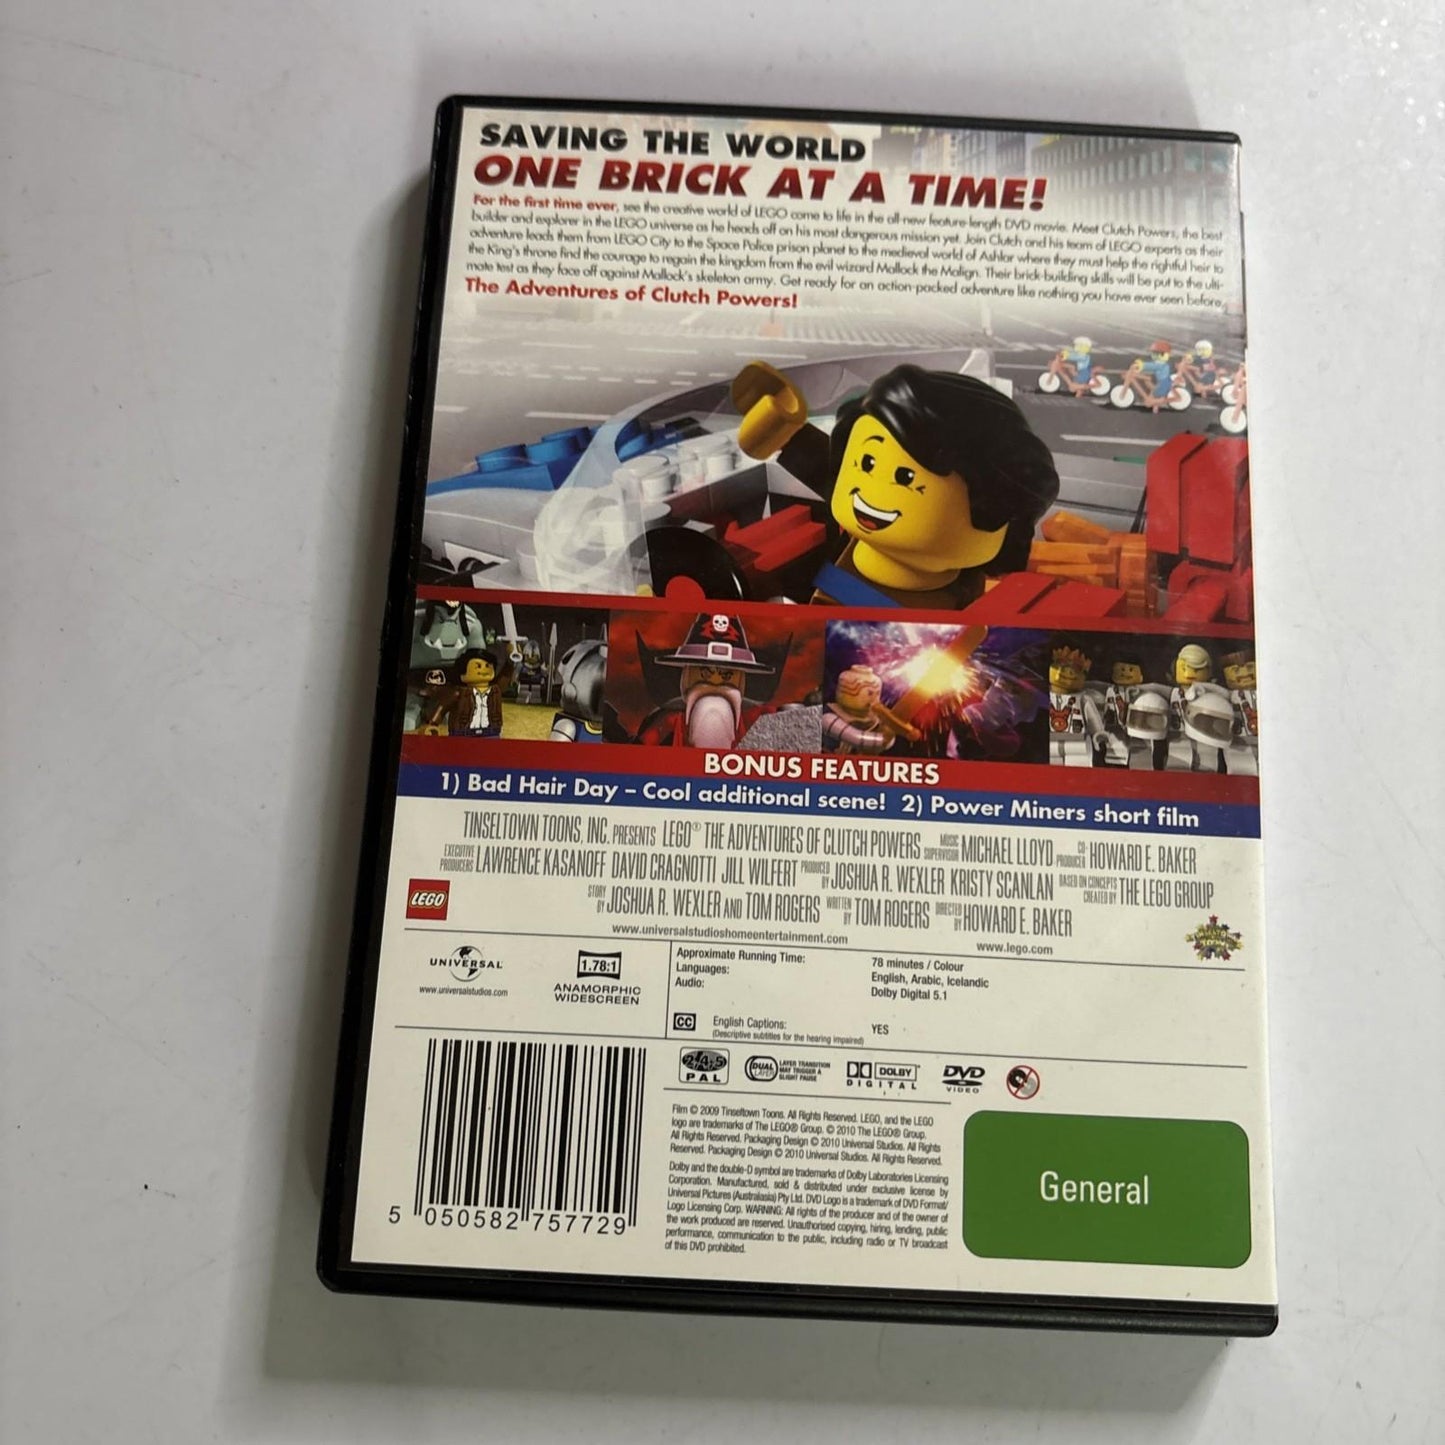 SAVING THE WORLD
ONE BRICK AT A TIME!
For the first time ever, see the creative world of LEGO come to life in the all-new feature-length DVD movie. Meet Clutch Powers, the best
builder and explorer in the LEGO universe as he heads off on his most dangerous mission yet. Join Clutch and his team of LEGO experts as their
adventure leads them from LEGO City to the Space Police prison planet to the medieval world of Ashlar where they must help the rightful heir to
the King's throne find the courage to regain the kingdom from the evil wizard Mallock the Malign. Their brick-building skills will be put to the ulti-
mate test as they face off against Mallock's skeleton army. Get ready for an action-packed adventure like nothing you have ever seen before,
The Adventures of Clutch Powers!
BONUS FEATURES
1) Bad Hair Day – Cool additional scene! 2) Power Miners short film
TINSELTOWN TOONS, INC. PRESENTS LEGO® THE ADVENTURES OF CLUTCH POWERS MUSIC SUPERVISOR MICHAEL LLOYD CO-PRODUCER HOWARD E. BAKER
EXECUTIVE PRODUCERS LAWRENCE KASANOFF DAVID CRAGNOTTI JILL WILFERT PRODUCED BY JOSHUA R. WEXLER KRISTY SCANLAN BASED ON CONCEPTS CREATED BY THE LEGO GROUP
STORY BY JOSHUA R. WEXLER AND TOM ROGERS WRITTEN BY TOM ROGERS DIRECTED BY HOWARD E. BAKER
LEGO
www.universalstudioshomeentertainment.com
www.lego.com
UNIVERSAL
www.universalstudios.com
1.78:1
ANAMORPHIC
WIDESCREEN
Approximate Running Time: 78 minutes / Colour
Languages: English, Arabic, Icelandic
Audio: Dolby Digital 5.1
CC English Captions: YES
(Descriptive subtitles for the hearing impaired)
2•4•5
PAL
DUAL LAYER
LAYER TRANSITION
MAY TRIGGER A
SLIGHT PAUSE
DOLBY
DIGITAL
DVD
VIDEO
Film © 2009 Tinseltown Toons. All Rights Reserved. LEGO, and the LEGO
logo are trademarks of The LEGO® Group. © 2010 The LEGO® Group.
All Rights Reserved. Packaging Design © 2010 Universal Studios. All Rights
Reserved. Packaging Design © 2010 Universal Studios. All Rights Reserved.
Dolby and the double-D symbol are trademarks of Dolby Laboratories Licensing
Corporation. Manufactured, sold & distributed under exclusive license by
Universal Pictures (Australasia) Pty Ltd. DVD Logo is a trademark of DVD Format/
Logo Licensing Corp. WARNING: All rights of the producer and of the owner of
the work produced are reserved. Unauthorised copying, hiring, lending, public
performance, communication to the public, including radio or TV broadcast
of this DVD prohibited.
General
5 050582 757729